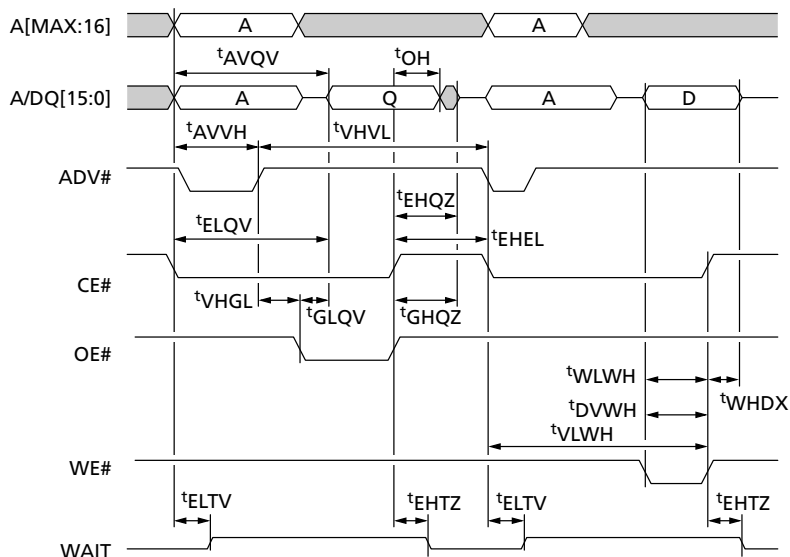 A[MAX:16] A A
tAVQV tOH
A/DQ[15:0] A Q A D
tAVVH tVHVL
ADV#
tEHQZ
tELQV tEHEL
CE#
tVHGL tGLQV tGHQZ
OE#
tWLWH
tWHDX
tDVWH
tVLWH
WE#
tELTV tEHTZ tELTV tEHTZ
WAIT